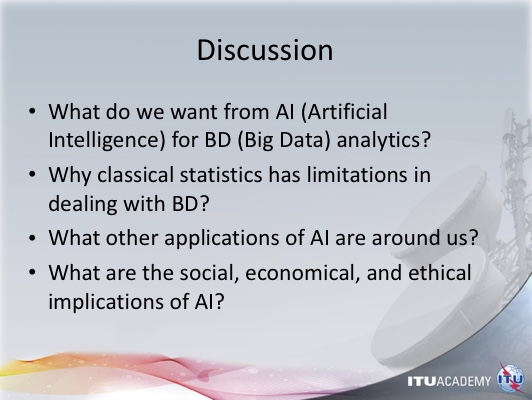 Discussion
• What do we want from AI (Artificial
Intelligence) for BD (Big Data) analytics?
• Why classical statistics has limitations in
dealing with BD?
• What other applications of AI are around us?
• What are the social, economical, and ethical
implications of AI?
ITUACADEMY ITU